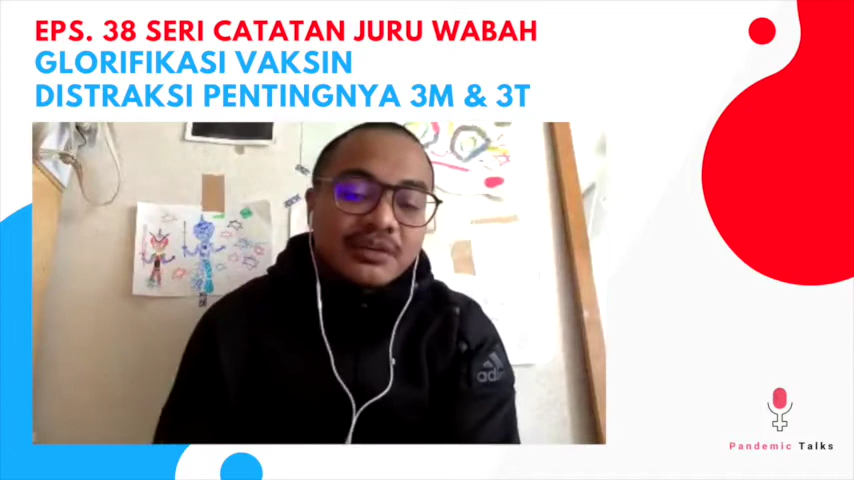 EPS. 38 SERI CATATAN JURU WABAH
GLORIFIKASI VAKSIN
DISTRAKSI PENTINGNYA 3M & 3T
Pandemic Talks